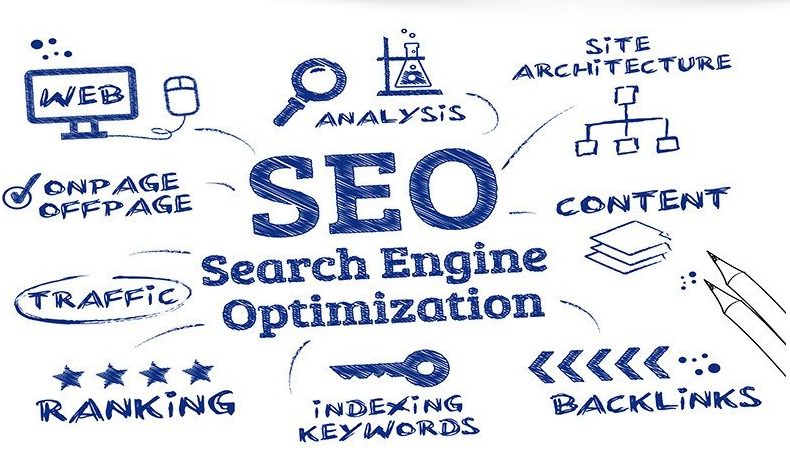 WEB
ANALYSiS
SiTE
ARCHiTECTURE
ONPAGE
OFFPAGE
SEO
CONTENT
Search Engine
Optimization
TRAFFiC
RANKiNG
iNDEXiNG
KEYWORDS
BACKLiNKS